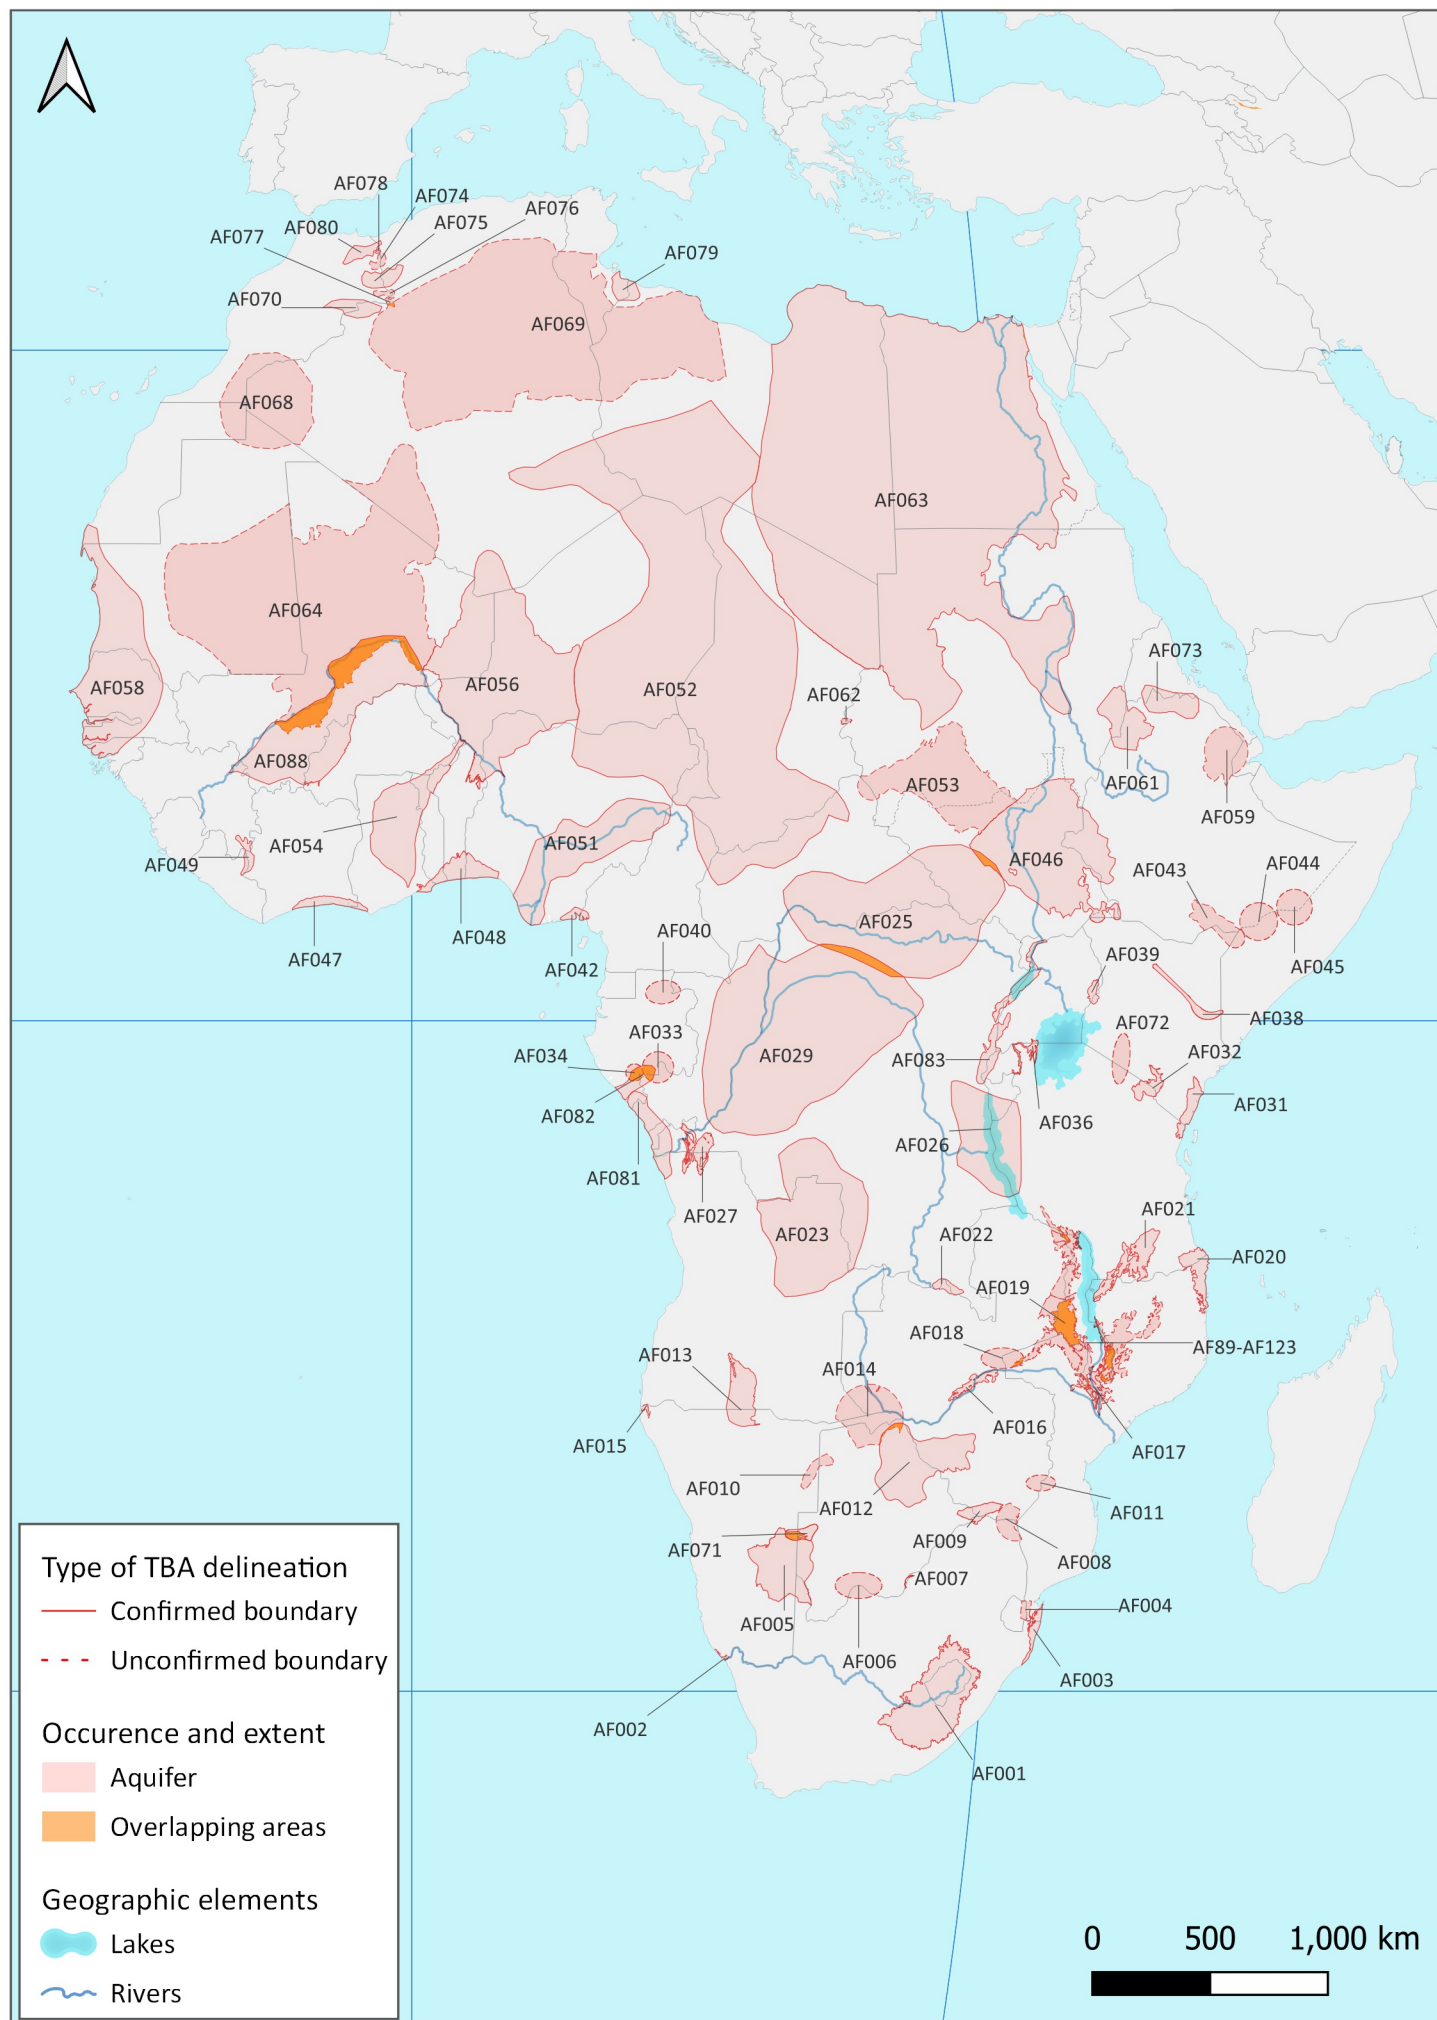 AF078
AF074
AF080
AF075
AF076
AF077
AF079
AF070
AF069
AF068
AF063
AF064
AF073
AF058
AF056
AF052
AF062
AF088
AF053
AF061
AF059
AF054
AF051
AF049
AF046
AF043
AF044
AF025
AF048
AF040
AF047
AF042
AF039
AF045
AF038
AF033
AF072
AF034
AF029
AF083
AF032
AF082
AF031
AF036
AF026
AF081
AF027
AF021
AF023
AF022
AF020
AF019
AF018
AF89-AF123
AF013
AF014
AF016
AF015
AF017
AF010
AF012
AF011
AF009
AF071
AF008
AF007
AF004
AF005
AF006
AF003
AF002
AF001
Type of TBA delineation
Confirmed boundary
Unconfirmed boundary
Occurence and extent
Aquifer
Overlapping areas
Geographic elements
Lakes
Rivers
0 500 1,000 km